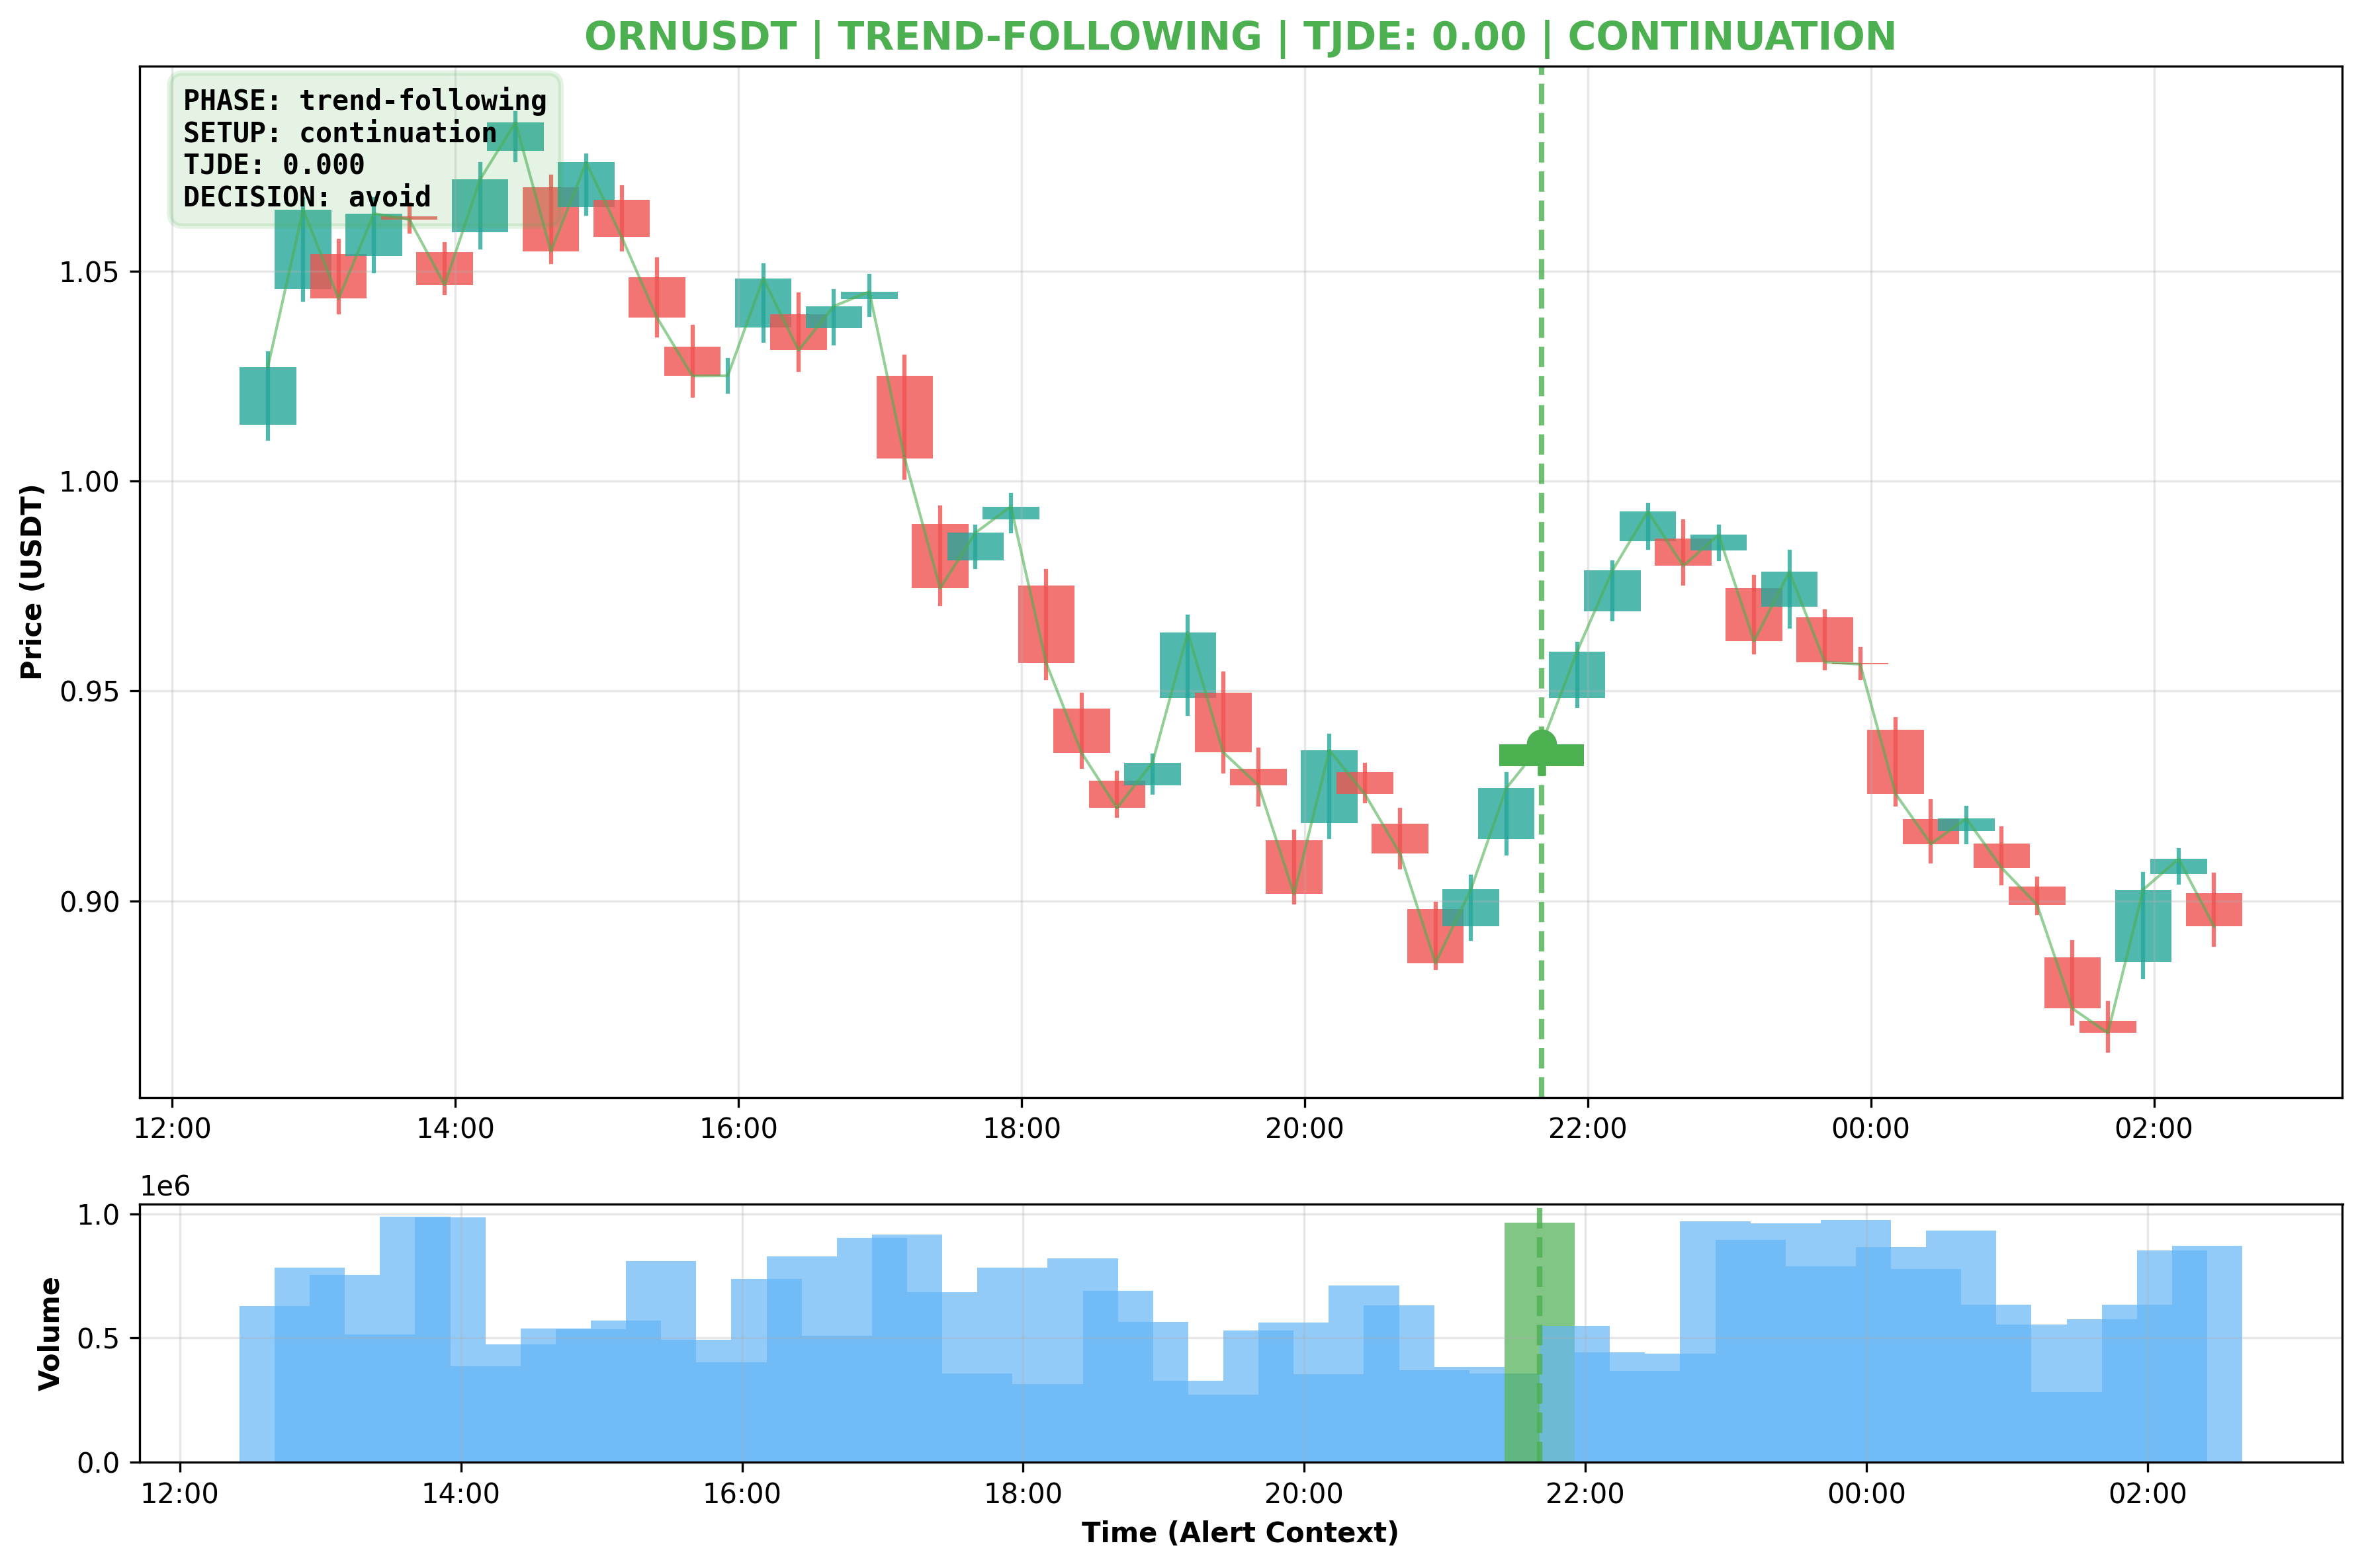 ORNUSDT | TREND-FOLLOWING | TJDE: 0.00 | CONTINUATION
PHASE: trend-following
SETUP: continuation
TJDE: 0.000
DECISION: avoid
Price (USDT)
1.05
1.00
0.95
0.90
12:00 14:00 16:00 18:00 20:00 22:00 00:00 02:00
1e6
Volume
1.0
0.5
0.0
12:00 14:00 16:00 18:00 20:00 22:00 00:00 02:00
Time (Alert Context)